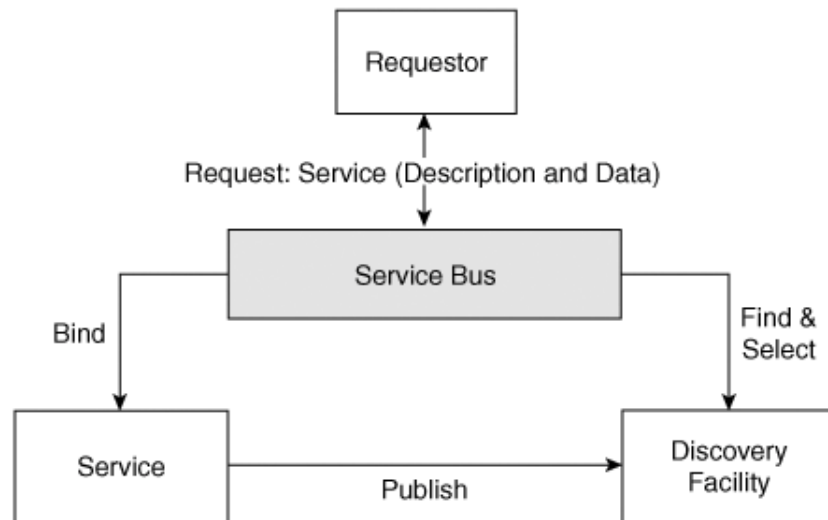 Requestor
Request: Service (Description and Data)
Service Bus
Bind
Find &
Select
Service
Publish
Discovery
Facility